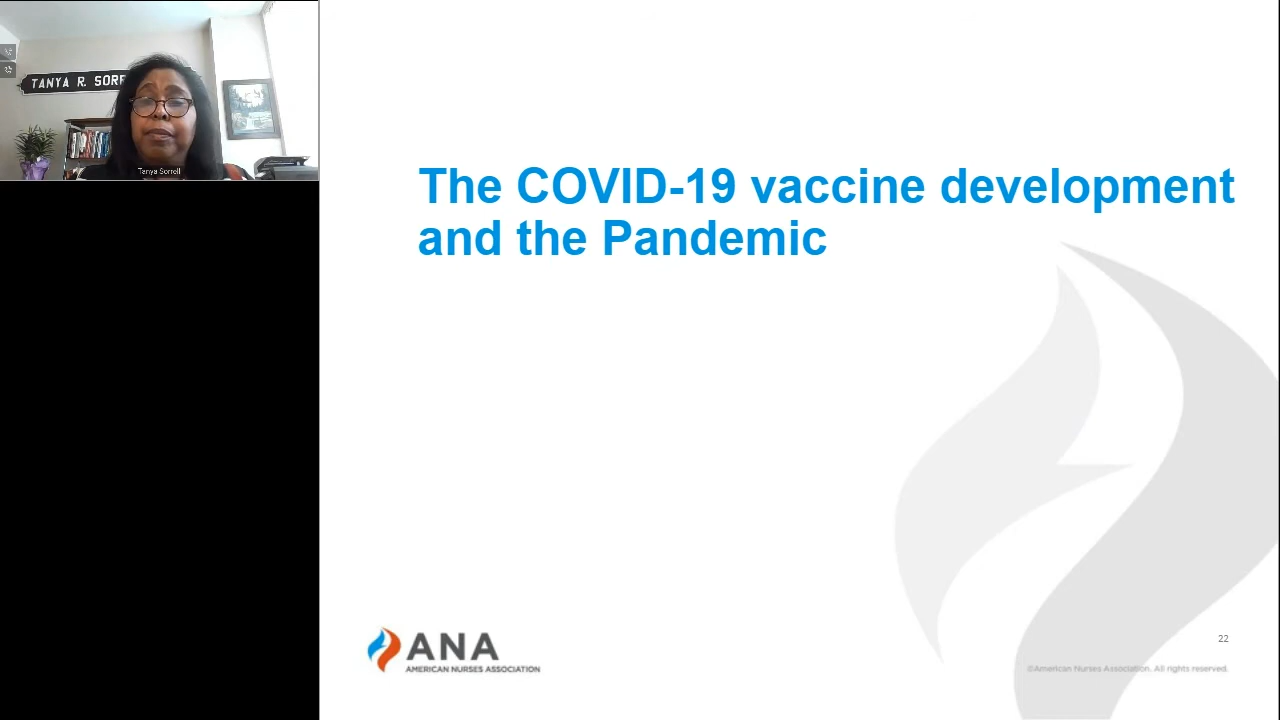 TANYA R. SORR
Tanya Sorroll
The COVID-19 vaccine development
and the Pandemic
ANA
AMERICAN NURSES ASSOCIATION
22
©American Nurses Association. All rights reserved.